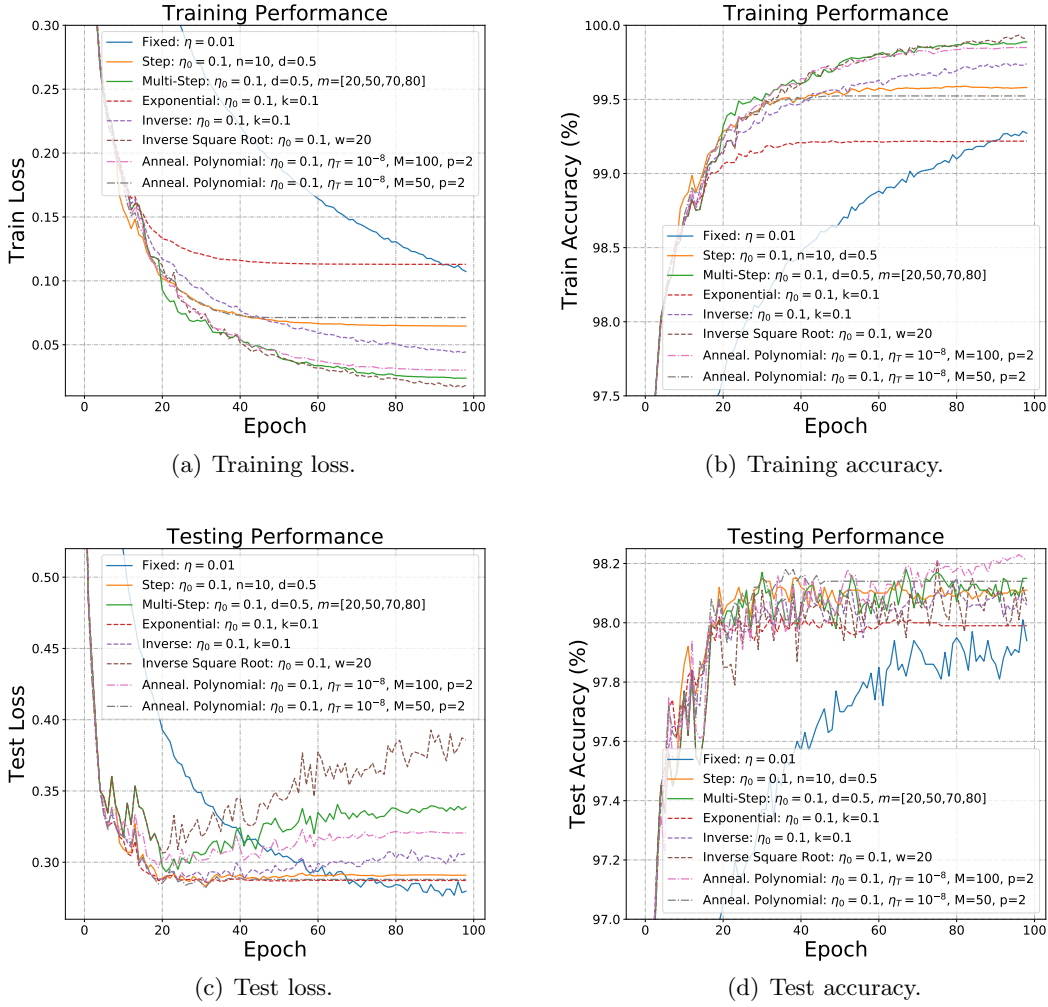 Training Performance
0.30
0.25
0.20
0.15
0.10
0.05
Train Loss
Fixed: η = 0.01
Step: η₀ = 0.1, n=10, d=0.5
Multi-Step: η₀ = 0.1, d=0.5, m=[20,50,70,80]
Exponential: η₀ = 0.1, k=0.1
Inverse: η₀ = 0.1, k=0.1
Inverse Square Root: η₀ = 0.1, w=20
Anneal. Polynomial: η₀ = 0.1, η_T = 10⁻⁸, M=100, p=2
Anneal. Polynomial: η₀ = 0.1, η_T = 10⁻⁸, M=50, p=2
0 20 40 60 80 100
Epoch
(a) Training loss.
Training Performance
100.0
99.5
99.0
98.5
98.0
97.5
Train Accuracy (%)
Fixed: η = 0.01
Step: η₀ = 0.1, n=10, d=0.5
Multi-Step: η₀ = 0.1, d=0.5, m=[20,50,70,80]
Exponential: η₀ = 0.1, k=0.1
Inverse: η₀ = 0.1, k=0.1
Inverse Square Root: η₀ = 0.1, w=20
Anneal. Polynomial: η₀ = 0.1, η_T = 10⁻⁸, M=100, p=2
Anneal. Polynomial: η₀ = 0.1, η_T = 10⁻⁸, M=50, p=2
0 20 40 60 80 100
Epoch
(b) Training accuracy.
Testing Performance
0.50
0.45
0.40
0.35
0.30
Test Loss
Fixed: η = 0.01
Step: η₀ = 0.1, n=10, d=0.5
Multi-Step: η₀ = 0.1, d=0.5, m=[20,50,70,80]
Exponential: η₀ = 0.1, k=0.1
Inverse: η₀ = 0.1, k=0.1
Inverse Square Root: η₀ = 0.1, w=20
Anneal. Polynomial: η₀ = 0.1, η_T = 10⁻⁸, M=100, p=2
Anneal. Polynomial: η₀ = 0.1, η_T = 10⁻⁸, M=50, p=2
0 20 40 60 80 100
Epoch
(c) Test loss.
Testing Performance
98.2
98.0
97.8
97.6
97.4
97.2
97.0
Test Accuracy (%)
Fixed: η = 0.01
Step: η₀ = 0.1, n=10, d=0.5
Multi-Step: η₀ = 0.1, d=0.5, m=[20,50,70,80]
Exponential: η₀ = 0.1, k=0.1
Inverse: η₀ = 0.1, k=0.1
Inverse Square Root: η₀ = 0.1, w=20
Anneal. Polynomial: η₀ = 0.1, η_T = 10⁻⁸, M=100, p=2
Anneal. Polynomial: η₀ = 0.1, η_T = 10⁻⁸, M=50, p=2
0 20 40 60 80 100
Epoch
(d) Test accuracy.